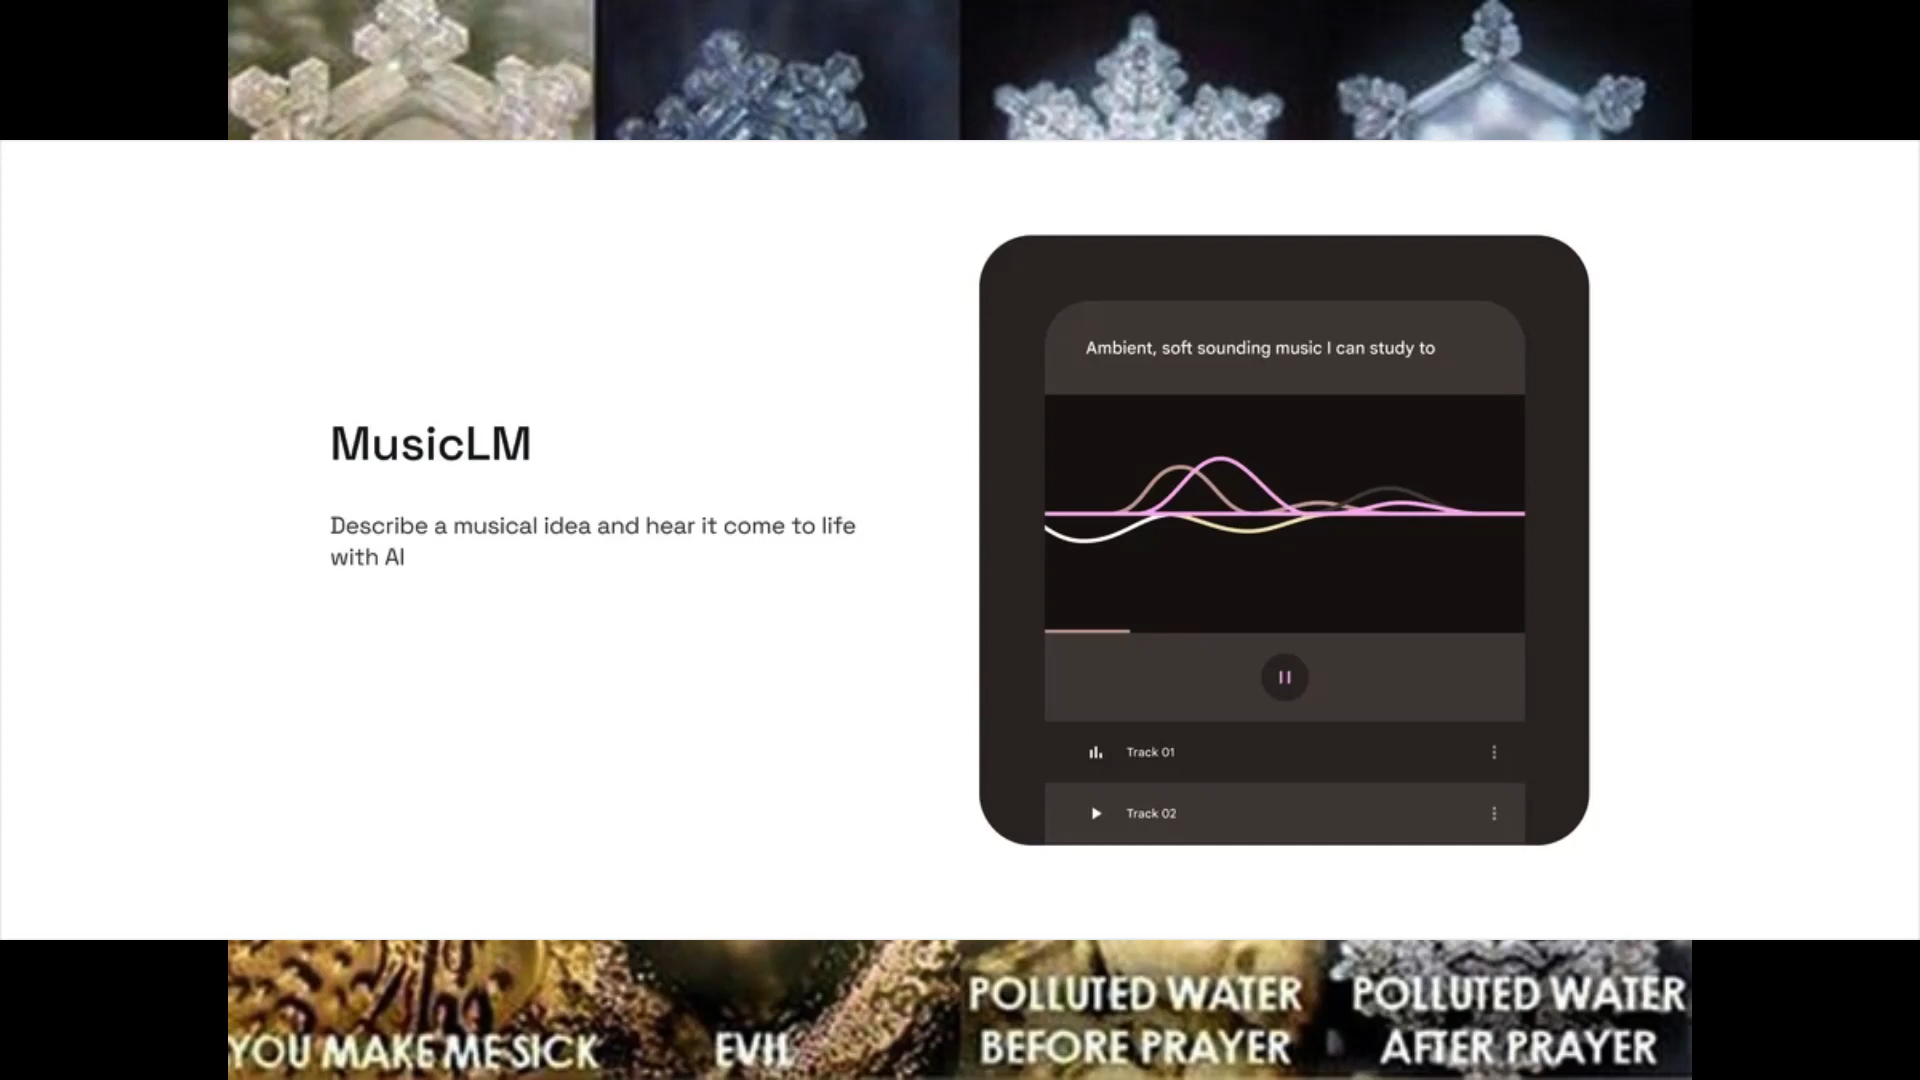 MusicLM
Describe a musical idea and hear it come to life
with AI
Ambient, soft sounding music I can study to
Track 01
Track 02
YOU MAKE ME SICK
EVIL
POLLUTED WATER
BEFORE PRAYER
POLLUTED WATER
AFTER PRAYER